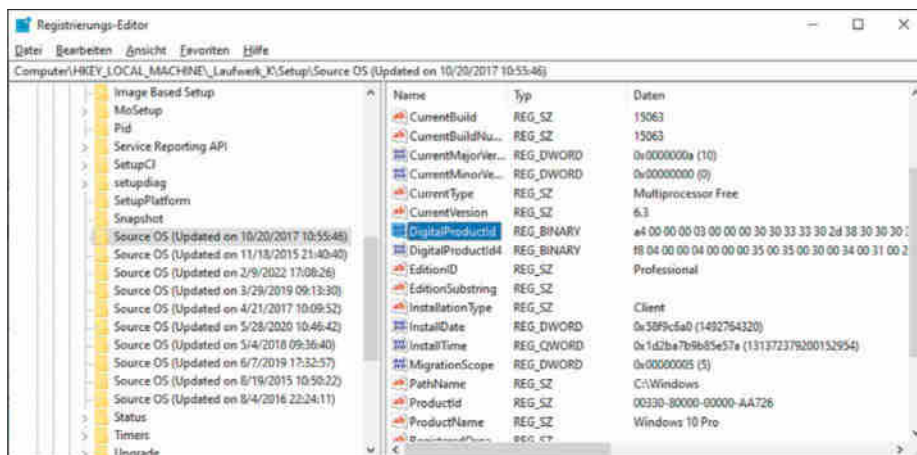 Registrierungs-Editor
Datei Bearbeiten Ansicht Favoriten Hilfe
Computer\HKEY_LOCAL_MACHINE\_Laufwerk_K\Setup\Source OS (Updated on 10/20/2017 10:55:46)
Image Based Setup
MoSetup
Pid
Service Reporting API
SetupCl
setupdiag
SetupPlatform
Snapshot
Source OS (Updated on 10/20/2017 10:55:46)
Source OS (Updated on 11/18/2015 21:40:40)
Source OS (Updated on 2/9/2022 17:08:26)
Source OS (Updated on 3/29/2019 09:13:30)
Source OS (Updated on 4/21/2017 10:09:52)
Source OS (Updated on 5/28/2020 10:46:42)
Source OS (Updated on 5/4/2018 09:36:40)
Source OS (Updated on 6/7/2019 17:32:57)
Source OS (Updated on 8/19/2015 10:50:22)
Source OS (Updated on 8/4/2016 22:24:11)
Status
Timers
Upgrade
Name Typ Daten
CurrentBuild REG_SZ 15063
CurrentBuildNu... REG_SZ 15063
CurrentMajorVer... REG_DWORD 0x0000000a (10)
CurrentMinorVe... REG_DWORD 0x00000000 (0)
CurrentType REG_SZ Multiprocessor Free
CurrentVersion REG_SZ 6.3
DigitalProductId REG_BINARY a4 00 00 00 03 00 00 00 30 30 33 33 30 2d 38 30 30 30
DigitalProductId4 REG_BINARY f8 04 00 00 04 00 00 00 35 00 35 00 30 00 34 00 31 00 2
EditionID REG_SZ Professional
EditionSubstring REG_SZ
InstallationType REG_SZ Client
InstallDate REG_DWORD 0x58f9c6a0 (1492764320)
InstallTime REG_QWORD 0x1d2ba7b9b85e57a (131372379200152954)
MigrationScope REG_DWORD 0x00000005 (5)
PathName REG_SZ C:\Windows
ProductId REG_SZ 00330-80000-00000-AA726
ProductName REG_SZ Windows 10 Pro